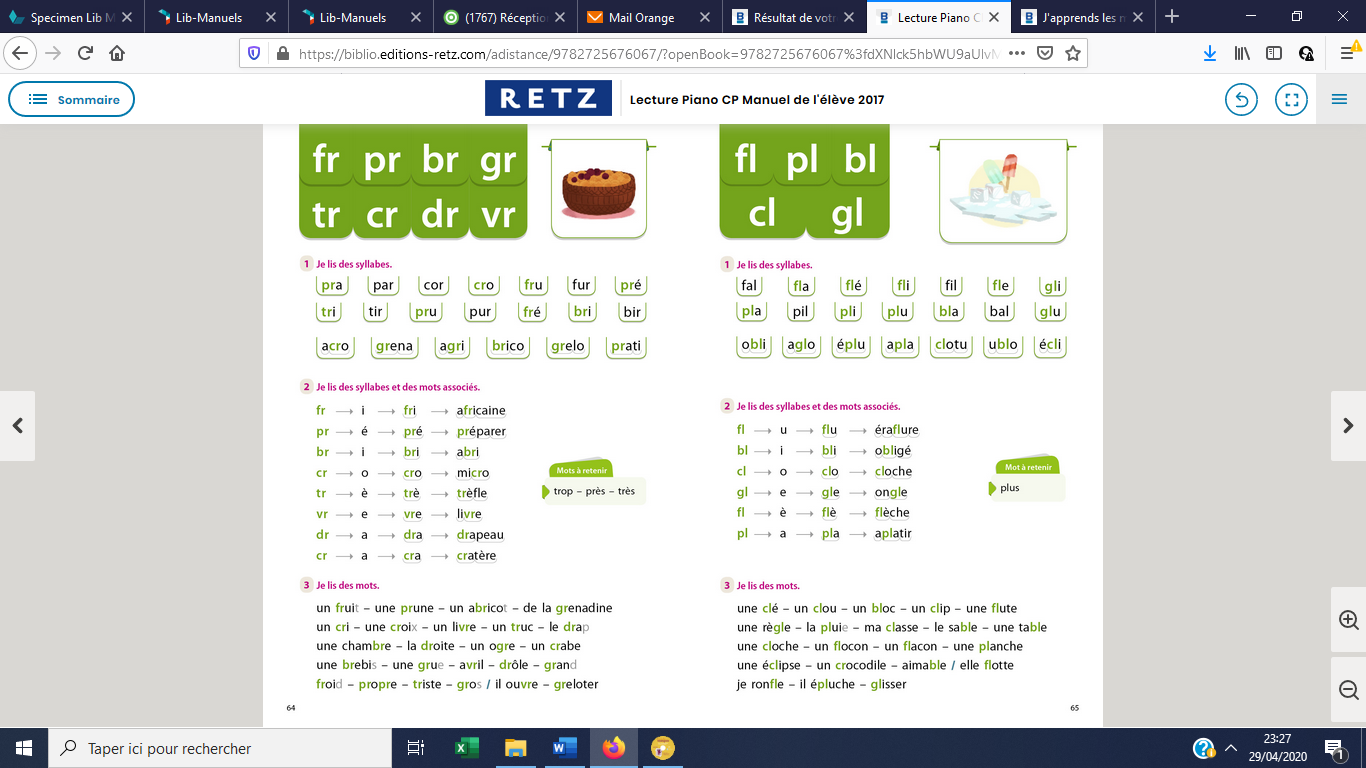 Specimen Lib M
Lib-Manuels
Lib-Manuels
(1767) Réception
Mail Orange
Résultat de votr
Lecture Piano C
J'apprends les n
https://biblio.editions-retz.com/adistance/9782725676067/?openBook=9782725676067%3fdXNlck5hbWU9aUlvM
Sommaire
RETZ
Lecture Piano CP Manuel de l'élève 2017
fr pr br gr
tr cr dr vr
1 Je lis des syllabes.
pra par cor cro fru fur pré
tri tir pru pur fré bri bir
acro grena agri brico grelo prati
2 Je lis des syllabes et des mots associés.
fr → i → fri → africaine
pr → é → pré → préparer
br → i → bri → abri
cr → o → cro → micro
tr → è → trè → trèfle
vr → e → vre → livre
dr → a → dra → drapeau
cr → a → cra → cratère
Mots à retenir
trop – près – très
3 Je lis des mots.
un fruit – une prune – un abricot – de la grenadine
un cri – une croix – un livre – un truc – le drap
une chambre – la droite – un ogre – un crabe
une brebis – une grue – avril – drôle – grand
froid – propre – triste – gros / il ouvre – greloter
64
fl pl bl
cl gl
1 Je lis des syllabes.
fal fla flé fli fil fle gli
pla pil pli plu bla bal glu
obli aglo éplu apla clotu ublo écli
2 Je lis des syllabes et des mots associés.
fl → u → flu → éraflure
bl → i → bli → obligé
cl → o → clo → cloche
gl → e → gle → ongle
fl → è → flè → flèche
pl → a → pla → aplatir
Mot à retenir
plus
3 Je lis des mots.
une clé – un clou – un bloc – un clip – une flute
une règle – la pluie – ma classe – le sable – une table
une cloche – un flocon – un flacon – une planche
une éclipse – un crocodile – aimable / elle flotte
je ronfle – il épluche – glisser
65
Taper ici pour rechercher
23:27
29/04/2020
1